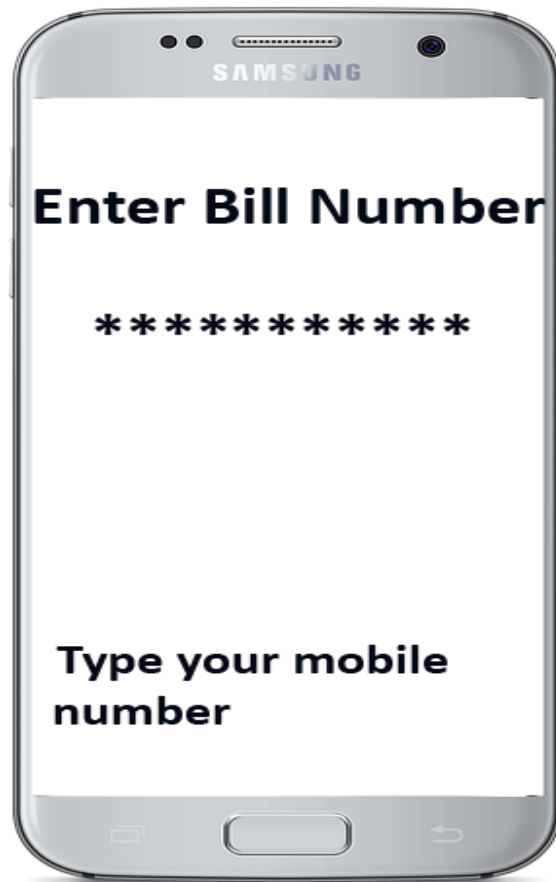 SAMSUNG
Enter Bill Number
***********
Type your mobile
number